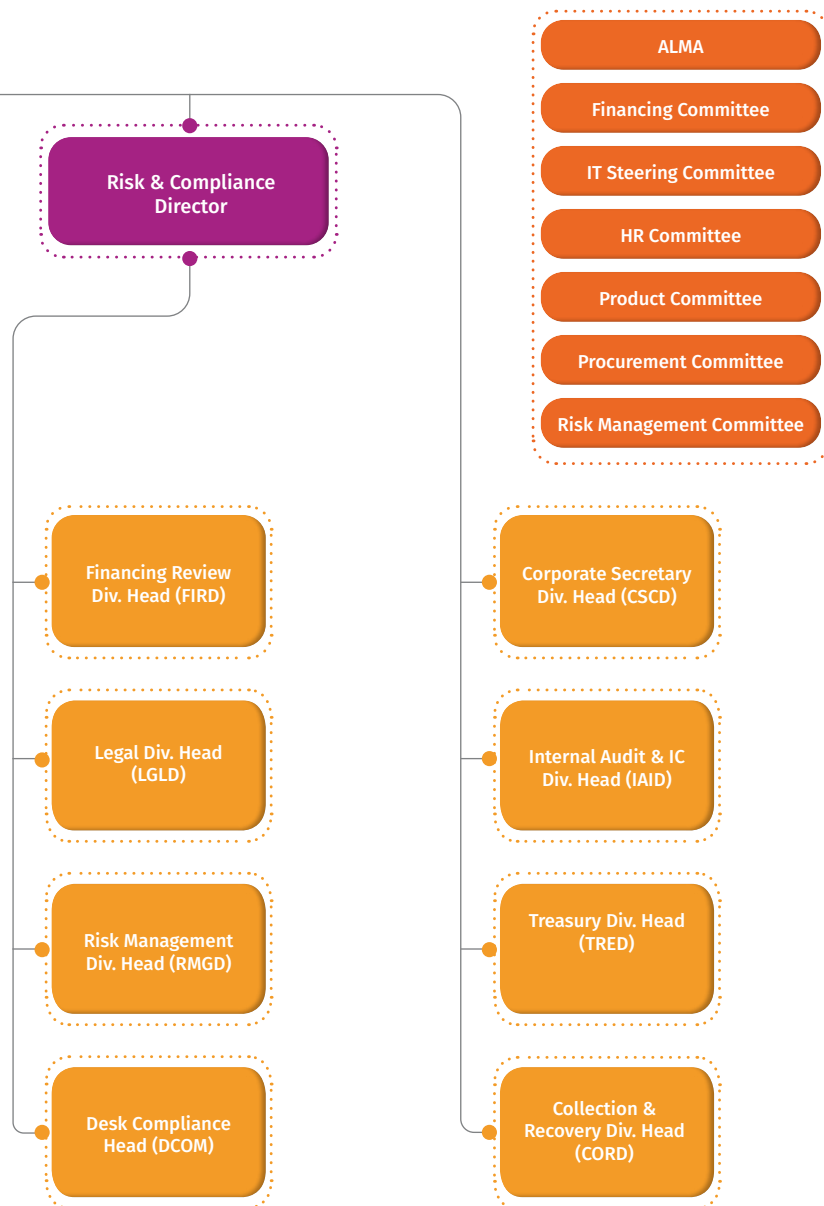 ALMA
Financing Committee
IT Steering Committee
HR Committee
Product Committee
Procurement Committee
Risk Management Committee
Risk & Compliance
Director
Financing Review
Div. Head (FIRD)
Legal Div. Head
(LGLD)
Risk Management
Div. Head (RMGD)
Desk Compliance
Head (DCOM)
Corporate Secretary
Div. Head (CSCD)
Internal Audit & IC
Div. Head (IAID)
Treasury Div. Head
(TRED)
Collection &
Recovery Div. Head
(CORD)